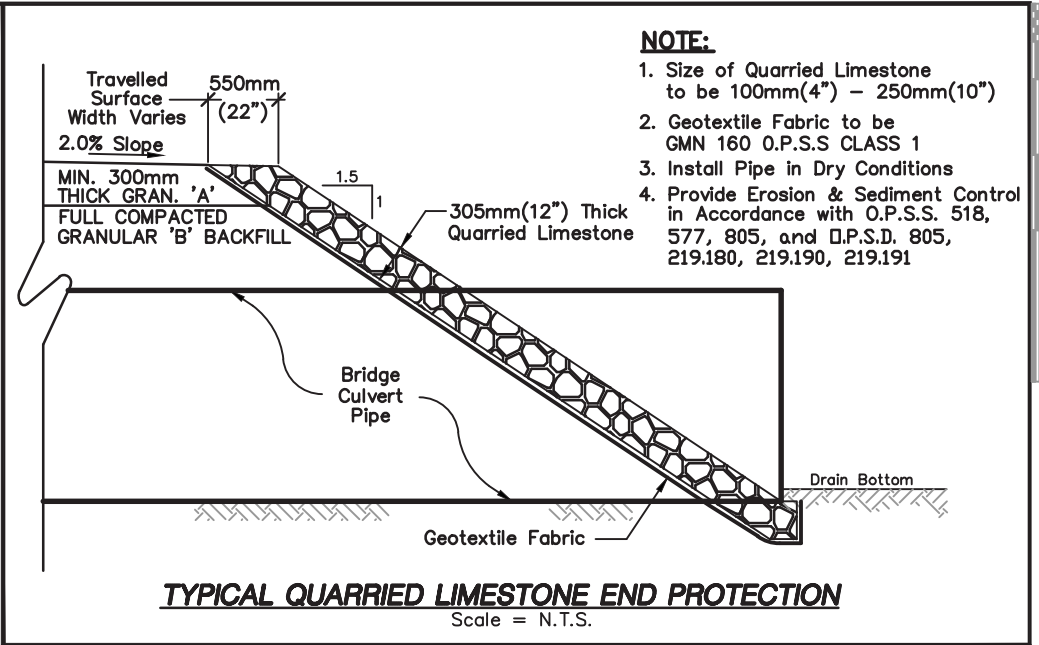 Travelled
Surface
Width Varies
550mm
(22")
2.0% Slope
MIN. 300mm
THICK GRAN. 'A'
FULL COMPACTED
GRANULAR 'B' BACKFILL
1.5
1
305mm(12") Thick
Quarried Limestone
NOTE:
1. Size of Quarried Limestone
to be 100mm(4") – 250mm(10")
2. Geotextile Fabric to be
GMN 160 O.P.S.S CLASS 1
3. Install Pipe in Dry Conditions
4. Provide Erosion & Sediment Control
in Accordance with O.P.S.S. 518,
577, 805, and O.P.S.D. 805,
219.180, 219.190, 219.191
Bridge
Culvert
Pipe
Drain Bottom
Geotextile Fabric
TYPICAL QUARRIED LIMESTONE END PROTECTION
Scale = N.T.S.